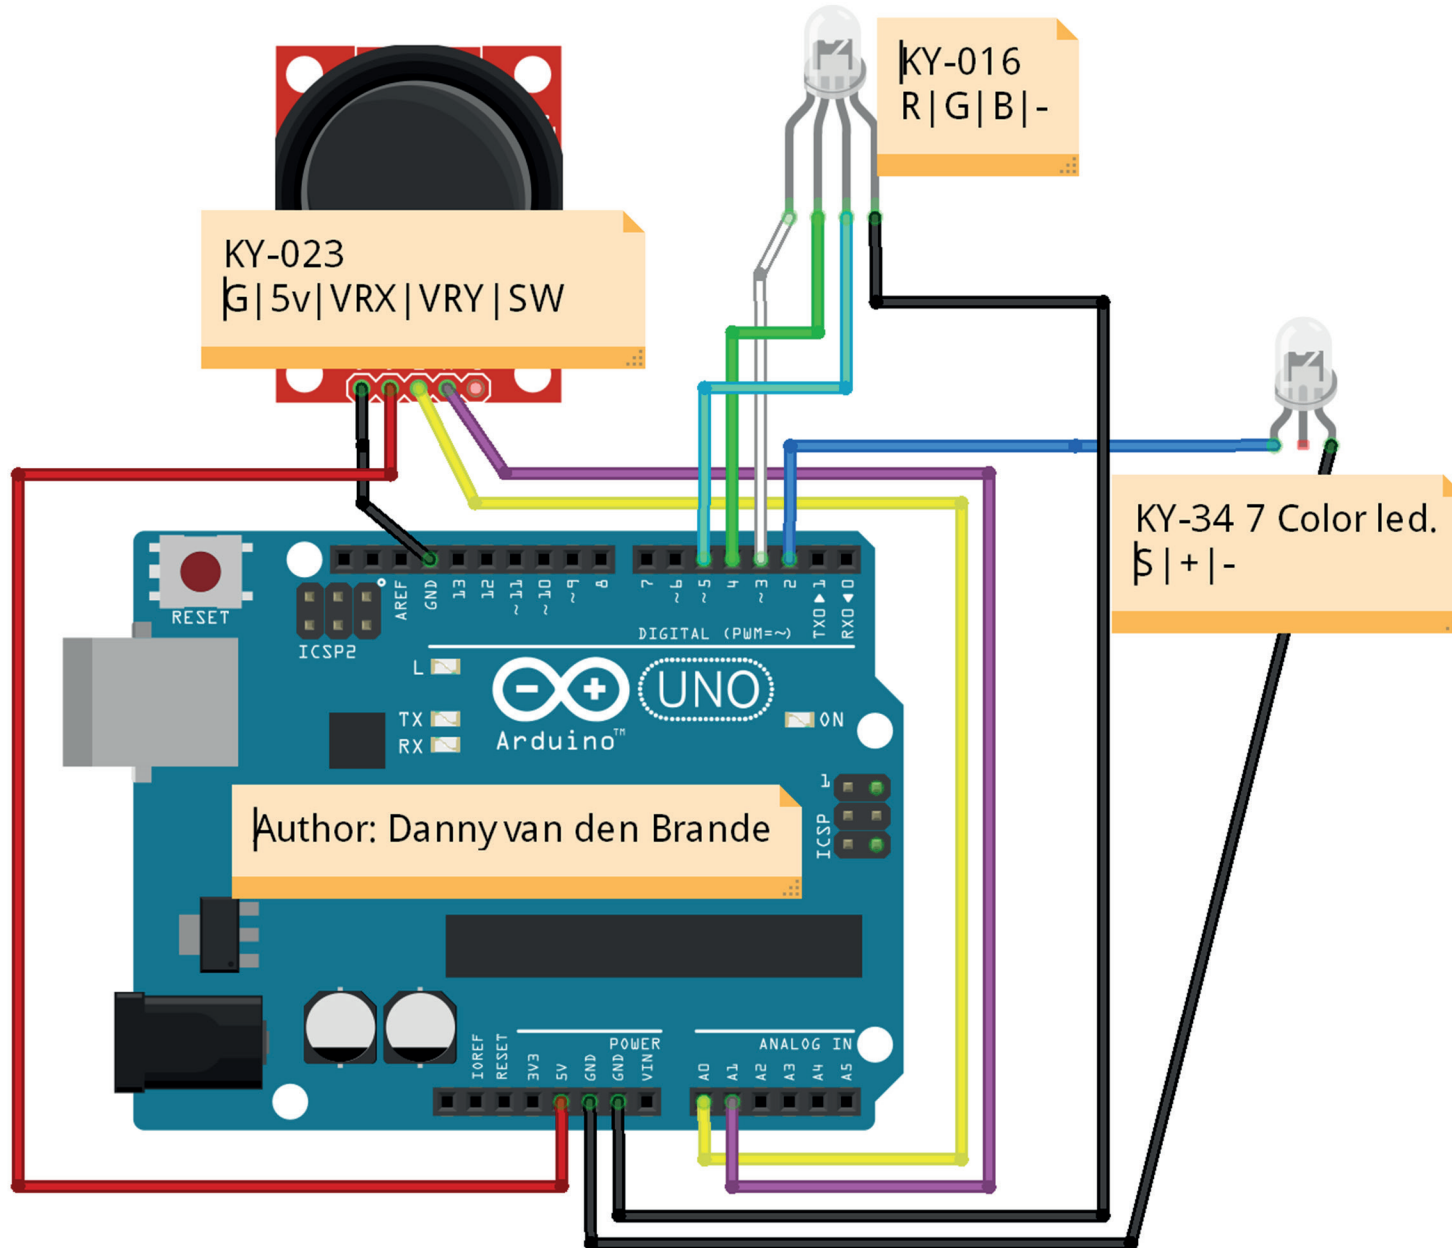 KY-016
R|G|B|-
KY-023
G|5v|VRX|VRY|SW
KY-34 7 Color led.
S|+|-
RESET
ICSP2
AREF
GND
13
12
~11
~10
~9
8
7
~6
~5
4
~3
2
TX0▶1
RX0◀0
DIGITAL (PWM=~)
L
TX
RX
UNO
Arduino™
ON
1
ICSP
Author: Danny van den Brande
POWER
ANALOG IN
IOREF
RESET
3V3
5V
GND
GND
VIN
A0
A1
A2
A3
A4
A5